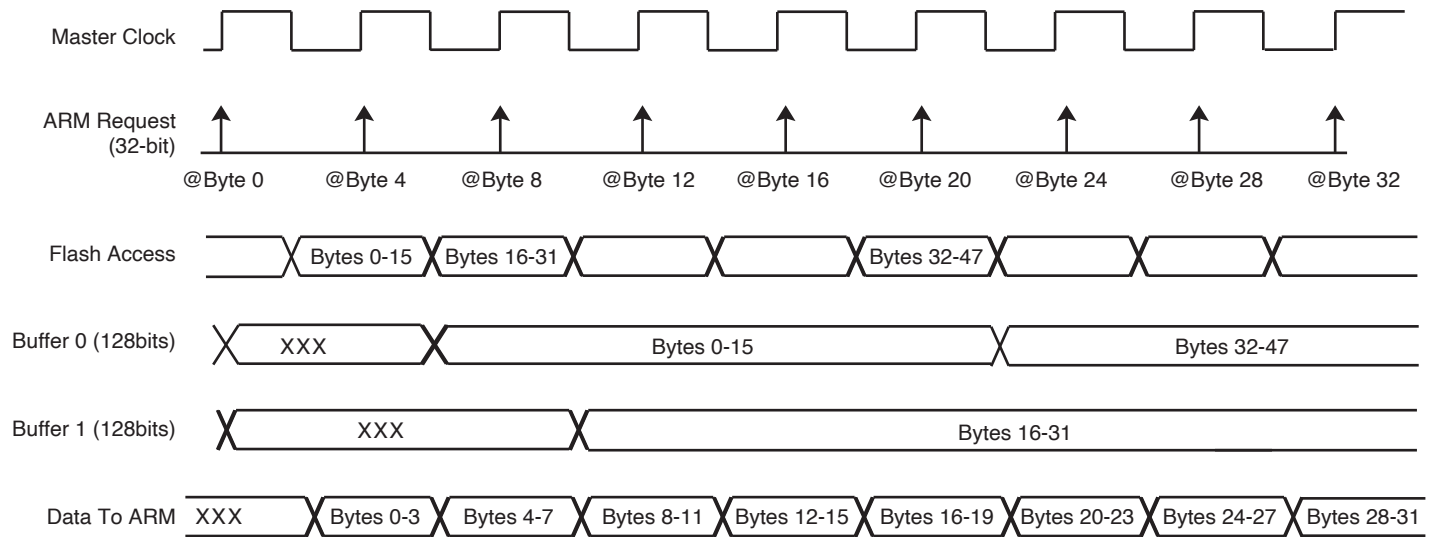 Master Clock
ARM Request
(32-bit)
@Byte 0 @Byte 4 @Byte 8 @Byte 12 @Byte 16 @Byte 20 @Byte 24 @Byte 28 @Byte 32
Flash Access Bytes 0-15 Bytes 16-31 Bytes 32-47
Buffer 0 (128bits) XXX Bytes 0-15 Bytes 32-47
Buffer 1 (128bits) XXX Bytes 16-31
Data To ARM XXX Bytes 0-3 Bytes 4-7 Bytes 8-11 Bytes 12-15 Bytes 16-19 Bytes 20-23 Bytes 24-27 Bytes 28-31